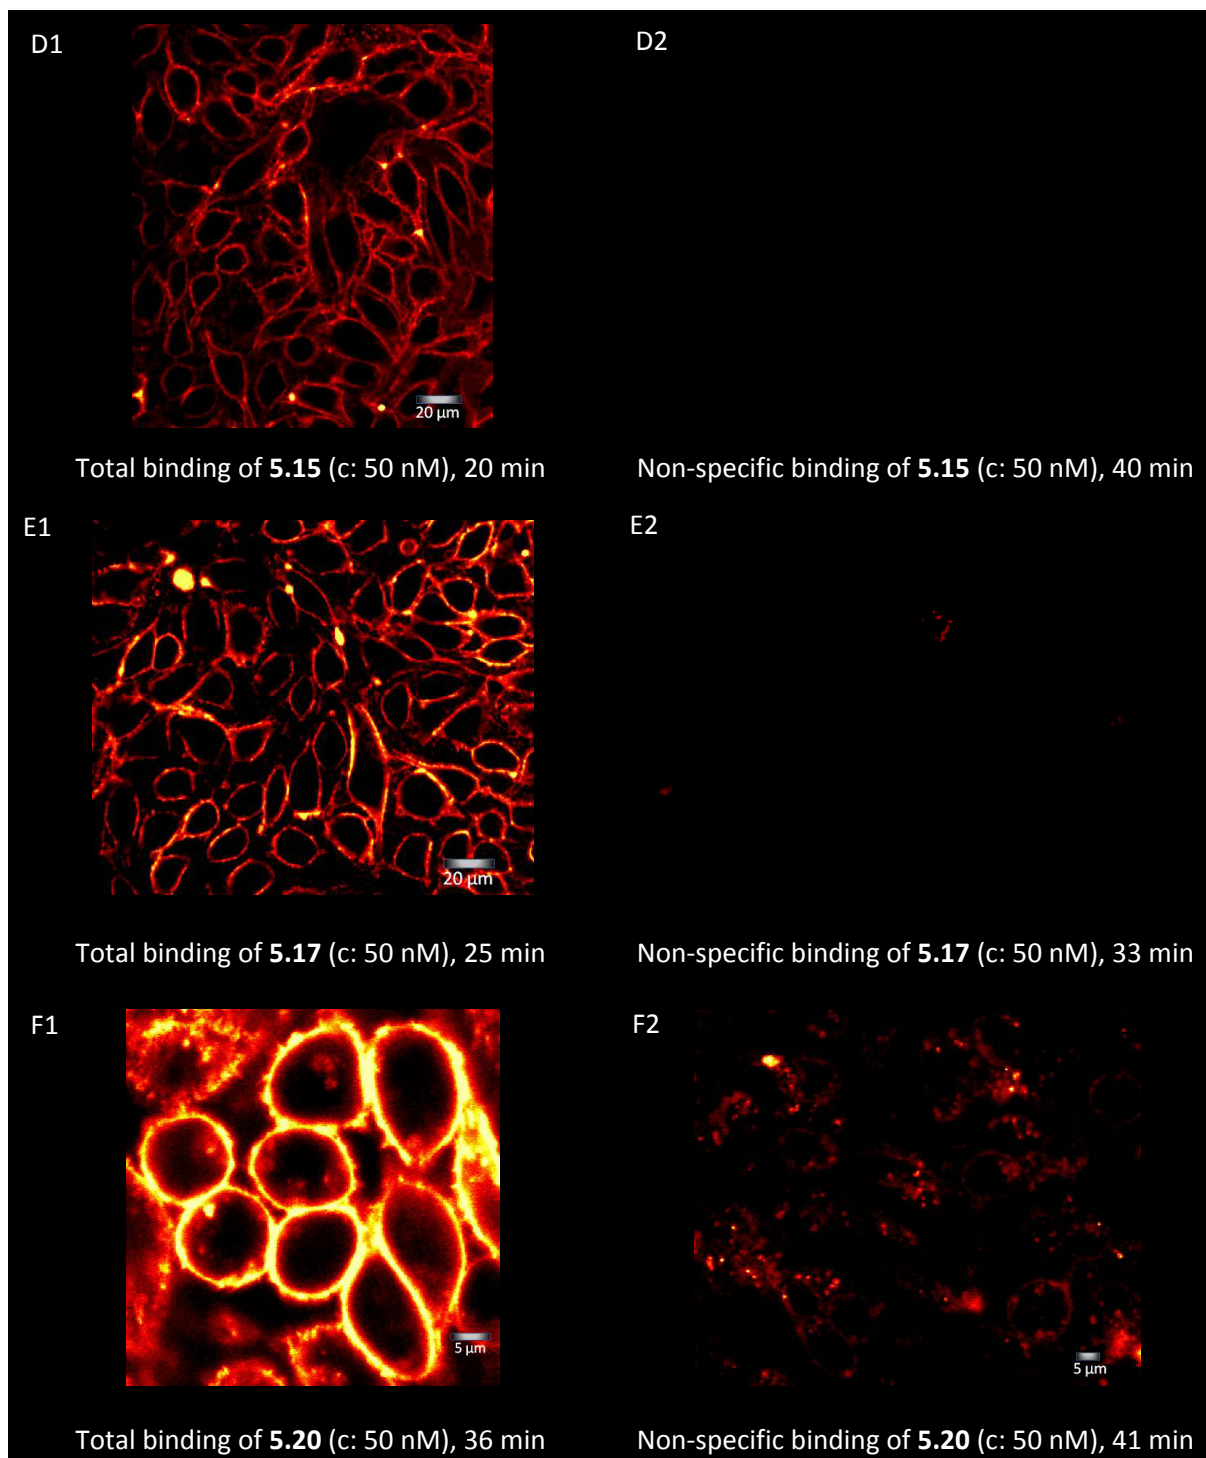 D1
D2
20 µm
Total binding of 5.15 (c: 50 nM), 20 min
Non-specific binding of 5.15 (c: 50 nM), 40 min
E1
E2
20 µm
Total binding of 5.17 (c: 50 nM), 25 min
Non-specific binding of 5.17 (c: 50 nM), 33 min
F1
F2
5 µm
5 µm
Total binding of 5.20 (c: 50 nM), 36 min
Non-specific binding of 5.20 (c: 50 nM), 41 min